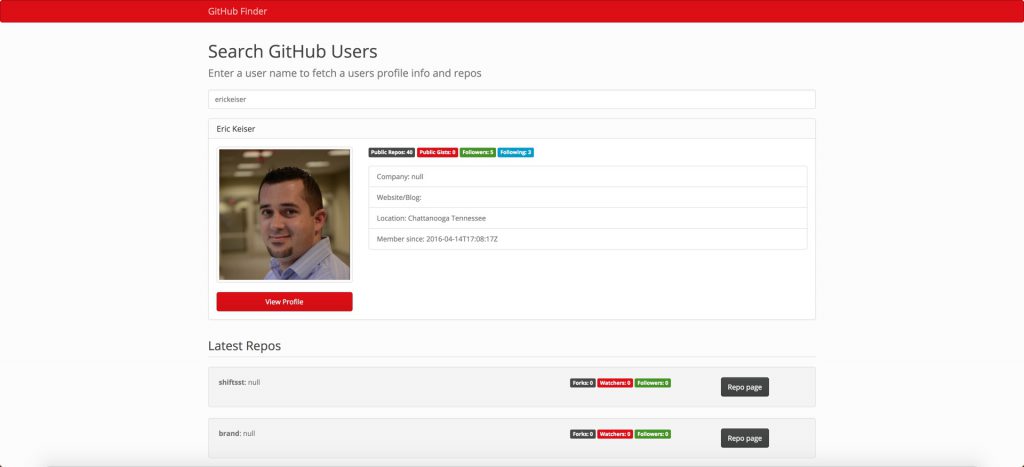 GitHub Finder
Search GitHub Users
Enter a user name to fetch a users profile info and repos
erickeiser
Eric Keiser
Public Repos: 40 Public Gists: 0 Followers: 5 Following: 3
Company: null
Website/Blog:
Location: Chattanooga Tennessee
Member since: 2016-04-14T17:08:17Z
View Profile
Latest Repos
shiftsst: null Forks: 0 Watchers: 0 Followers: 0 Repo page
brand: null Forks: 0 Watchers: 0 Followers: 0 Repo page